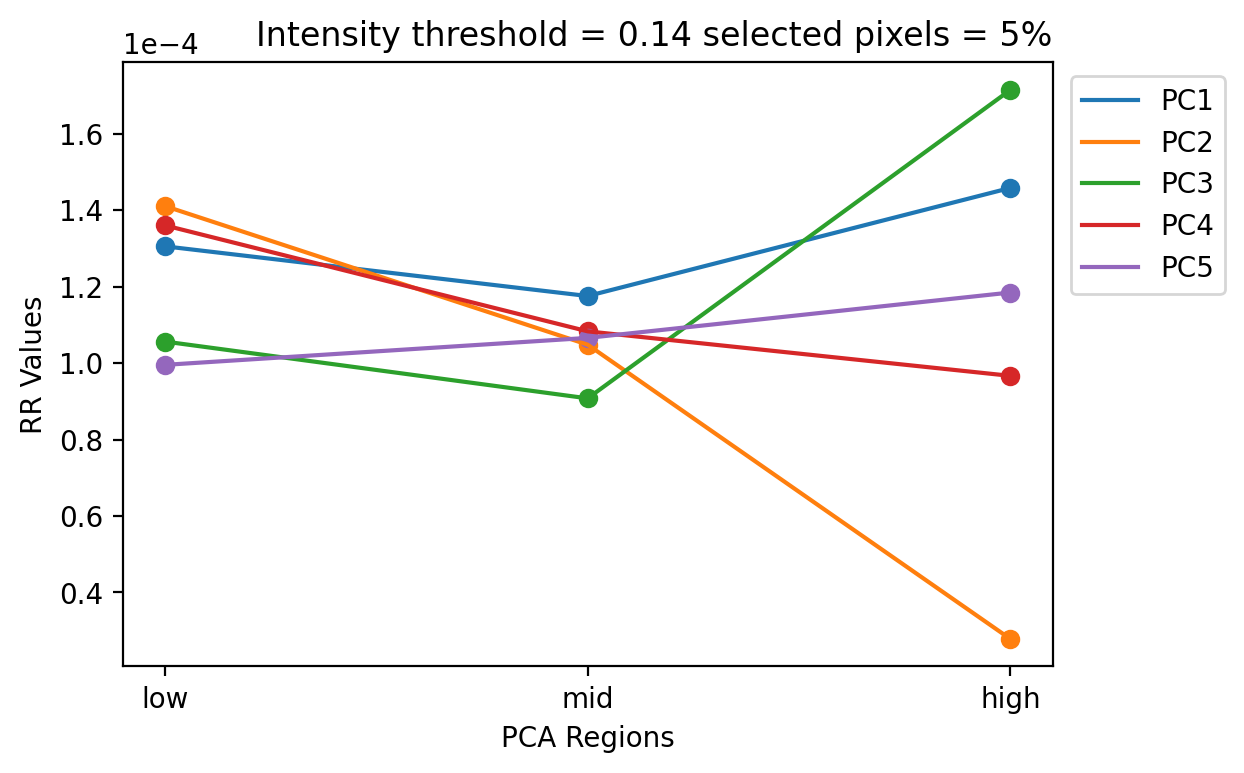 Intensity threshold = 0.14 selected pixels = 5%
1e−4
1.6
1.4
1.2
1.0
0.8
0.6
0.4
RR Values
low mid high
PCA Regions
PC1
PC2
PC3
PC4
PC5